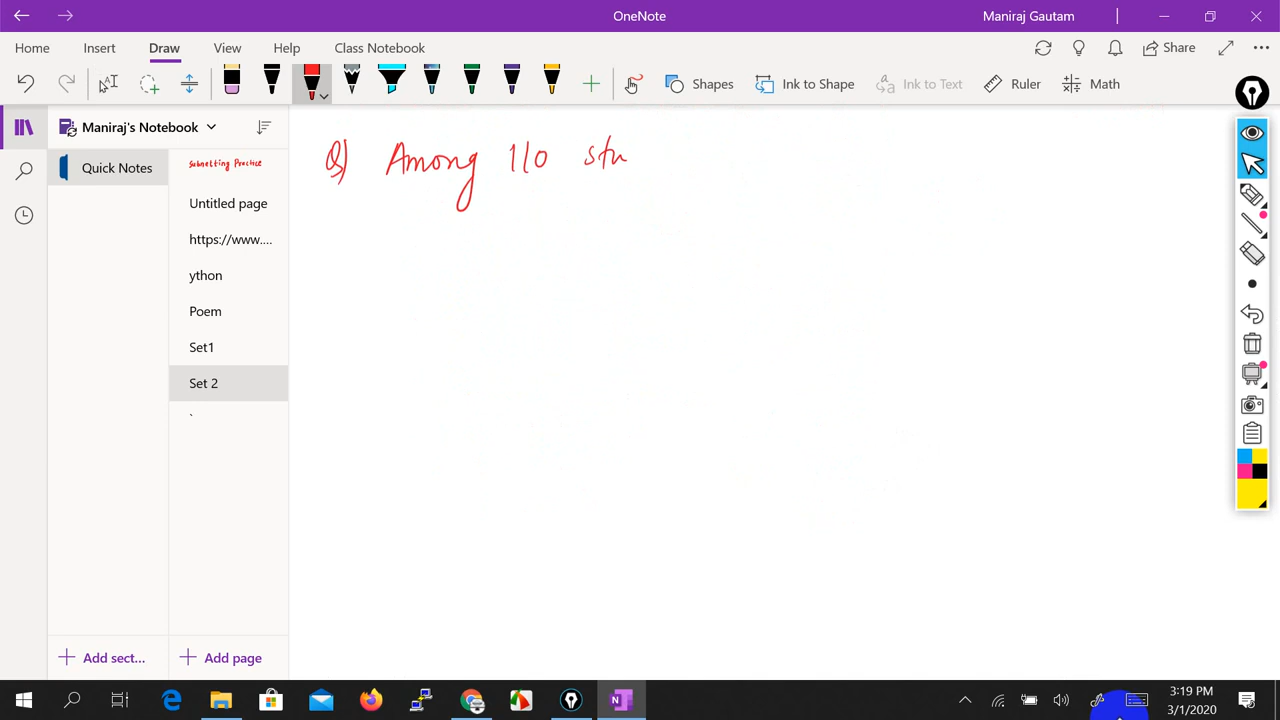 OneNote
Maniraj Gautam
Home Insert Draw View Help Class Notebook Share
Shapes Ink to Shape Ink to Text Ruler Math
Maniraj's Notebook
Quick Notes
Subnetting Practice
Untitled page
https://www....
ython
Poem
Set1
Set 2
`
Q) Among 110 stu
Add sect... Add page
3:19 PM
3/1/2020